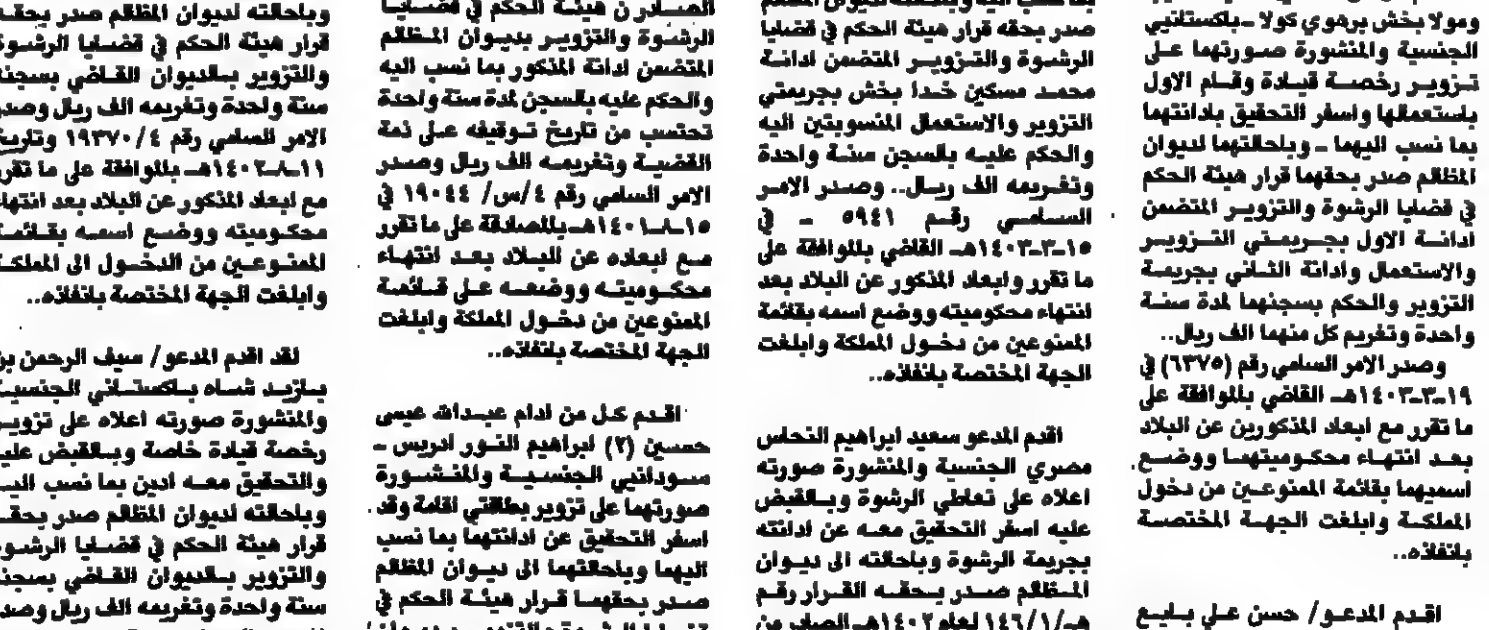 ومولا بخش برهوي كولا ـ باكستانيي
الجنسية والمنشورة صورتهما على
تزوير رخصة قيادة وقام الاول
باستعمالها واسفر التحقيق بادانتهما
بما نسب اليهما ـ وباحالتهما لديوان
المظالم صدر بحقهما قرار هيئة الحكم
في قضايا الرشوة والتزوير المتضمن
ادانة الاول بجريمتي التزوير
والاستعمال وادانة الثاني بجريمة
التزوير والحكم بسجنهما لمدة سنة
واحدة وتغريم كل منهما الف ريال..
وصدر الامر السامي رقم (٦٣٧٥) في
١٩ـ٣ـ١٤٠٣هـ القاضي بالموافقة على
ما تقرر مع ابعاد المذكورين عن البلاد
بعد انتهاء محكوميتهما ووضع
اسميهما بقائمة الممنوعين من دخول
المملكة وابلغت الجهة المختصة
بانفاذه..
اقدم المدعو/ حسن علي بايع
صدر بحقه قرار هيئة الحكم في قضايا
الرشوة والتزوير المتضمن ادانة
محمد مسكين خدا بخش بجريمتي
التزوير والاستعمال المنسوبتين اليه
والحكم عليه بالسجن سنة واحدة
وتغريمه الف ريال.. وصدر الامر
السامي رقم ٥٩٤١ ـ في
١٥ـ٣ـ١٤٠٣هـ القاضي بالموافقة على
ما تقرر وابعاد المذكور عن البلاد بعد
انتهاء محكوميته ووضع اسمه بقائمة
الممنوعين من دخول المملكة وابلغت
الجهة المختصة بانفاذه..
اقدم المدعو سعيد ابراهيم النحاس
مصري الجنسية والمنشورة صورته
اعلاه على تعاطي الرشوة وبالقبض
عليه اسفر التحقيق معه عن ادانته
بجريمة الرشوة وباحالته الى ديوان
المظالم صدر بحقه القرار رقم
هـ/١٤٦/١ لعام ١٤٠٢هـ الصادر من
الصادر ن هيئة الحكم في قضايا
الرشوة والتزوير بديوان المظالم
المتضمن ادانة المذكور بما نسب اليه
والحكم عليه بالسجن لمدة سنة واحدة
تحتسب من تاريخ توقيفه على ذمة
القضية وتغريمه الف ريال وصدر
الامر السامي رقم ٤/س/ ١٩٠٤٤ في
١٥ـ٨ـ١٤٠١هـ بالمصادقة على ما تقرر
مع ابعاده عن البلاد بعد انتهاء
محكوميته ووضعه على قائمة
الممنوعين من دخول المملكة وابلغت
الجهة المختصة بانفاذه..
اقدم كل من ادام عبدالله عيسى
حسين (٢) ابراهيم النور ادريس ـ
سودانيي الجنسية والمنشورة
صورتهما على تزوير بطاقتي اقامة وقد
اسفر التحقيق عن ادانتهما بما نسب
اليهما وباحالتهما الى ديوان المظالم
صدر بحقهما قرار هيئة الحكم في
وباحالته لديوان المظالم صدر بحقه
قرار هيئة الحكم في قضايا الرشوة
والتزوير بالديوان القاضي بسجنه
سنة واحدة وتغريمه الف ريال وصدر
الامر السامي رقم ١٩٣٧٠/٤ وتاريخ
١١ـ٨ـ١٤٠٢هـ بالموافقة على ما تقرر
مع ابعاد المذكور عن البلاد بعد انتهاء
محكوميته ووضع اسمه بقائمة
الممنوعين من الدخول الى المملكة
وابلغت الجهة المختصة بانفاذه..
لقد اقدم المدعو/ سيف الرحمن بن
بازيد شاه باكستاني الجنسية
والمنشورة صورته اعلاه على تزوير
رخصة قيادة خاصة وبالقبض عليه
والتحقيق معه ادين بما نسب اليه
وباحالته لديوان المظالم صدر بحقه
قرار هيئة الحكم في قضايا الرشوة
والتزوير بالديوان القاضي بسجنه
سنة واحدة وتغريمه الف ريال وصدر